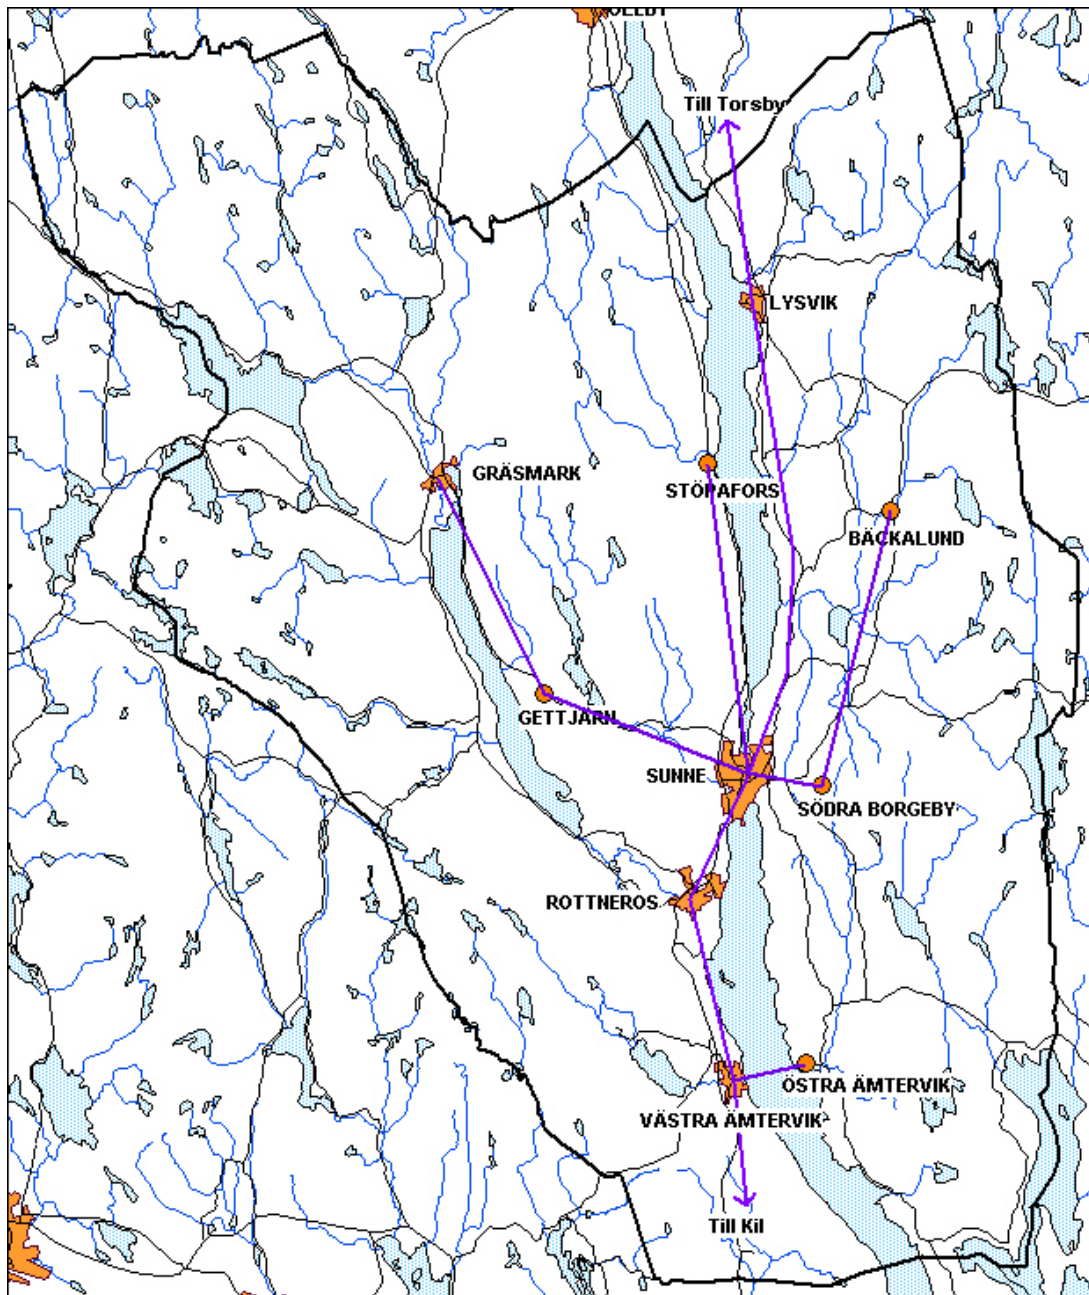 Till Torsby
LYSVIK
GRÄSMARK
STÖPAFORS
BÄCKALUND
GETTJÄRN
SUNNE
SÖDRA BORGEBY
ROTTNEROS
ÖSTRA ÄMTERVIK
VÄSTRA ÄMTERVIK
Till Kil